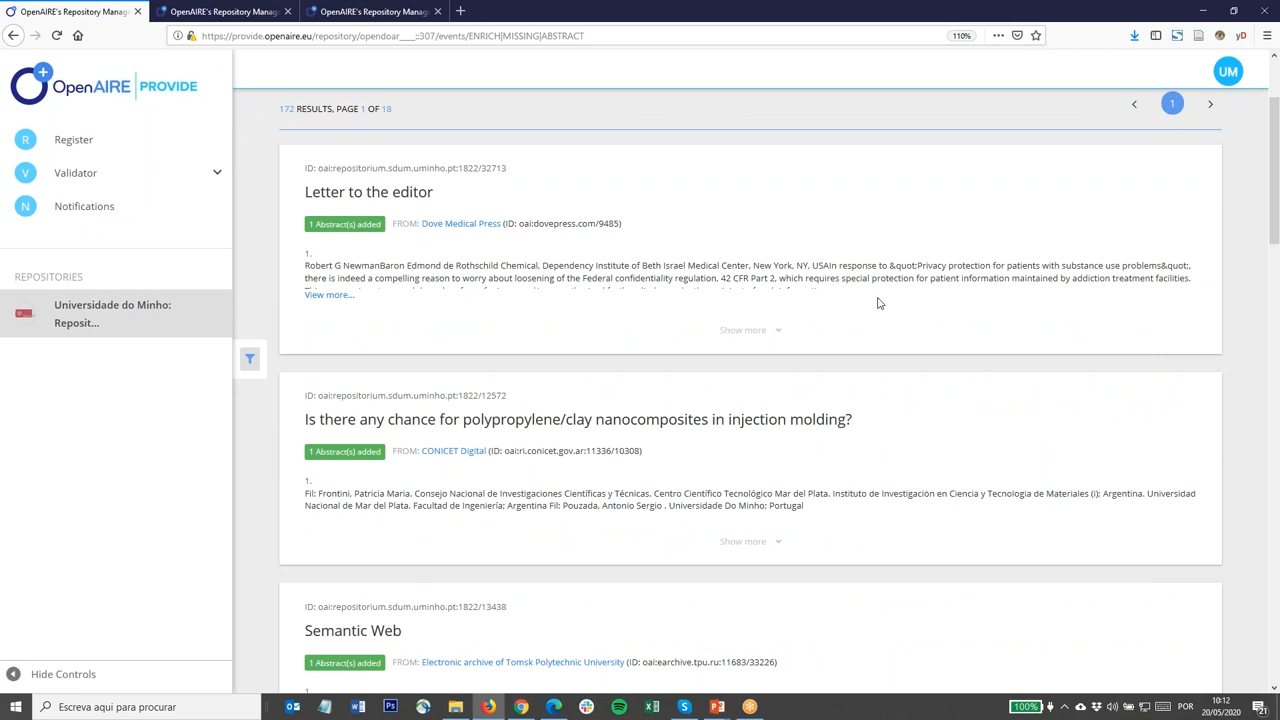 OpenAIRE's Repository Manag
OpenAIRE's Repository Manag
OpenAIRE's Repository Manag
https://provide.openaire.eu/repository/opendoar____::307/events/ENRICH|MISSING|ABSTRACT
110%
yD
OpenAIRE PROVIDE
UM
R Register
V Validator
N Notifications
REPOSITORIES
Universidade do Minho:
Reposit...
Hide Controls
172 RESULTS, PAGE 1 OF 18
1
ID: oai:repositorium.sdum.uminho.pt:1822/32713
Letter to the editor
1 Abstract(s) added FROM: Dove Medical Press (ID: oai:dovepress.com/9485)
1.
Robert G NewmanBaron Edmond de Rothschild Chemical, Dependency Institute of Beth Israel Medical Center, New York, NY, USAIn response to &quot;Privacy protection for patients with substance use problems&quot;,
there is indeed a compelling reason to worry about loosening of the Federal confidentiality regulation, 42 CFR Part 2, which requires special protection for patient information maintained by addiction treatment facilities.
View more...
Show more
ID: oai:repositorium.sdum.uminho.pt:1822/12572
Is there any chance for polypropylene/clay nanocomposites in injection molding?
1 Abstract(s) added FROM: CONICET Digital (ID: oai:ri.conicet.gov.ar:11336/10308)
1.
Fil: Frontini, Patricia Maria. Consejo Nacional de Investigaciones Científicas y Técnicas. Centro Científico Tecnológico Mar del Plata. Instituto de Investigación en Ciencia y Tecnologia de Materiales (i); Argentina. Universidad
Nacional de Mar del Plata. Facultad de Ingeniería; Argentina Fil: Pouzada, Antonio Sergio . Universidade Do Minho; Portugal
Show more
ID: oai:repositorium.sdum.uminho.pt:1822/13438
Semantic Web
1 Abstract(s) added FROM: Electronic archive of Tomsk Polytechnic University (ID: oai:earchive.tpu.ru:11683/33226)
1.
Escreva aqui para procurar
100%
POR
10:12
20/05/2020
21